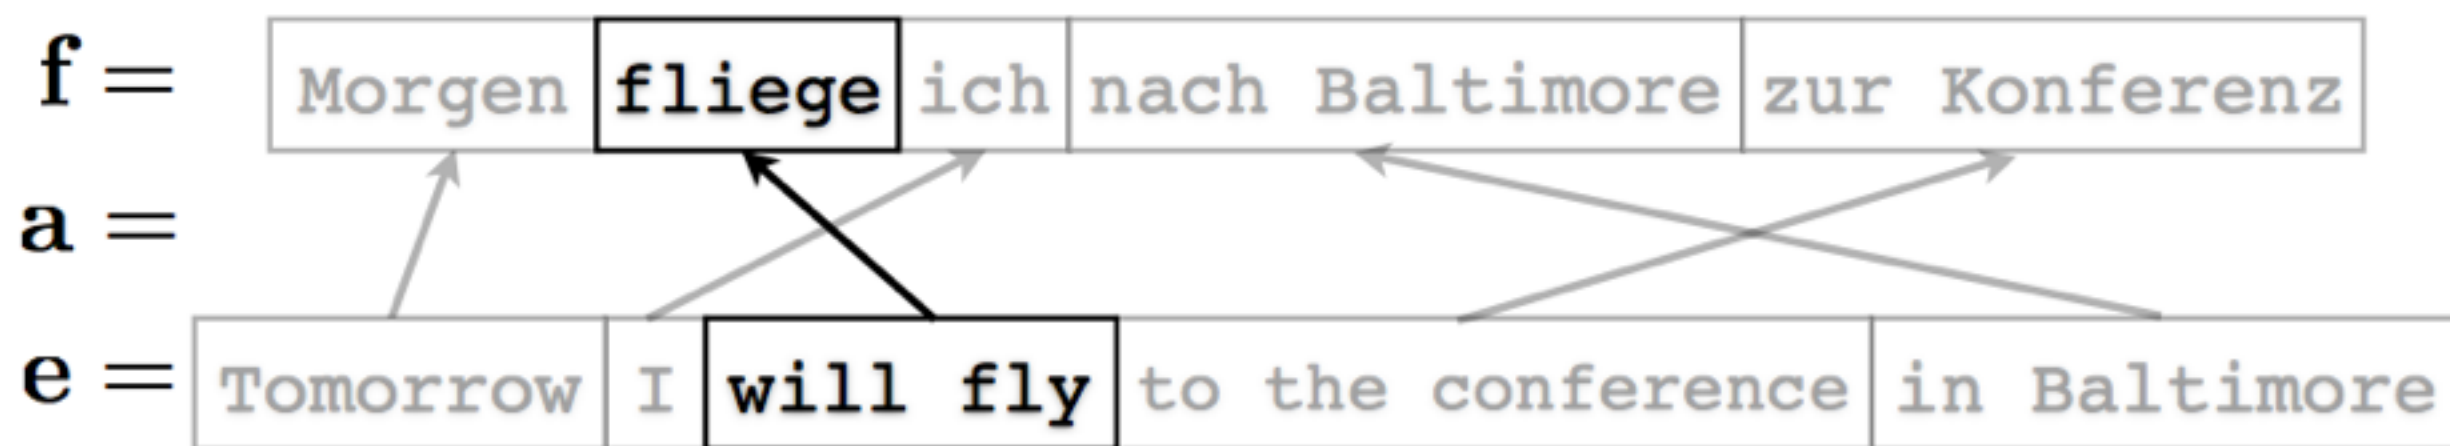 f = Morgen fliege ich nach Baltimore zur Konferenz
a =
e = Tomorrow I will fly to the conference in Baltimore